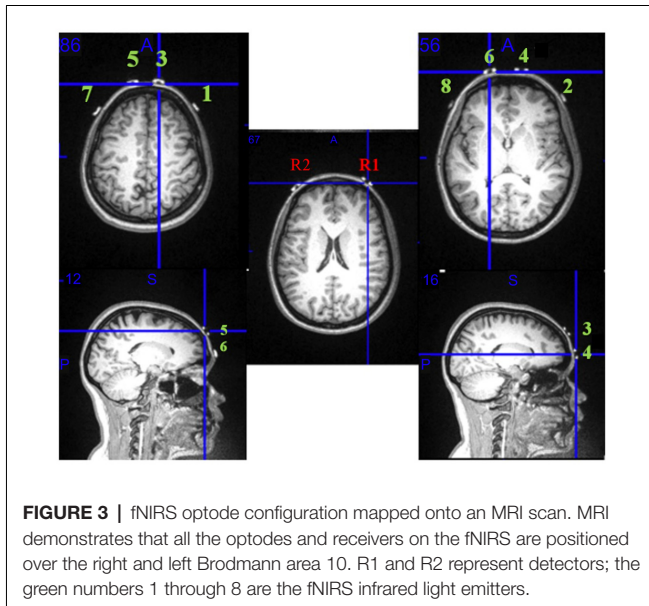 86 A
5 3
7 1
56 A
6 4
8 2
67 A
R2 R1
-12 S
5
6
P
16 S
3
4
P
FIGURE 3 | fNIRS optode configuration mapped onto an MRI scan. MRI
demonstrates that all the optodes and receivers on the fNIRS are positioned
over the right and left Brodmann area 10. R1 and R2 represent detectors; the
green numbers 1 through 8 are the fNIRS infrared light emitters.